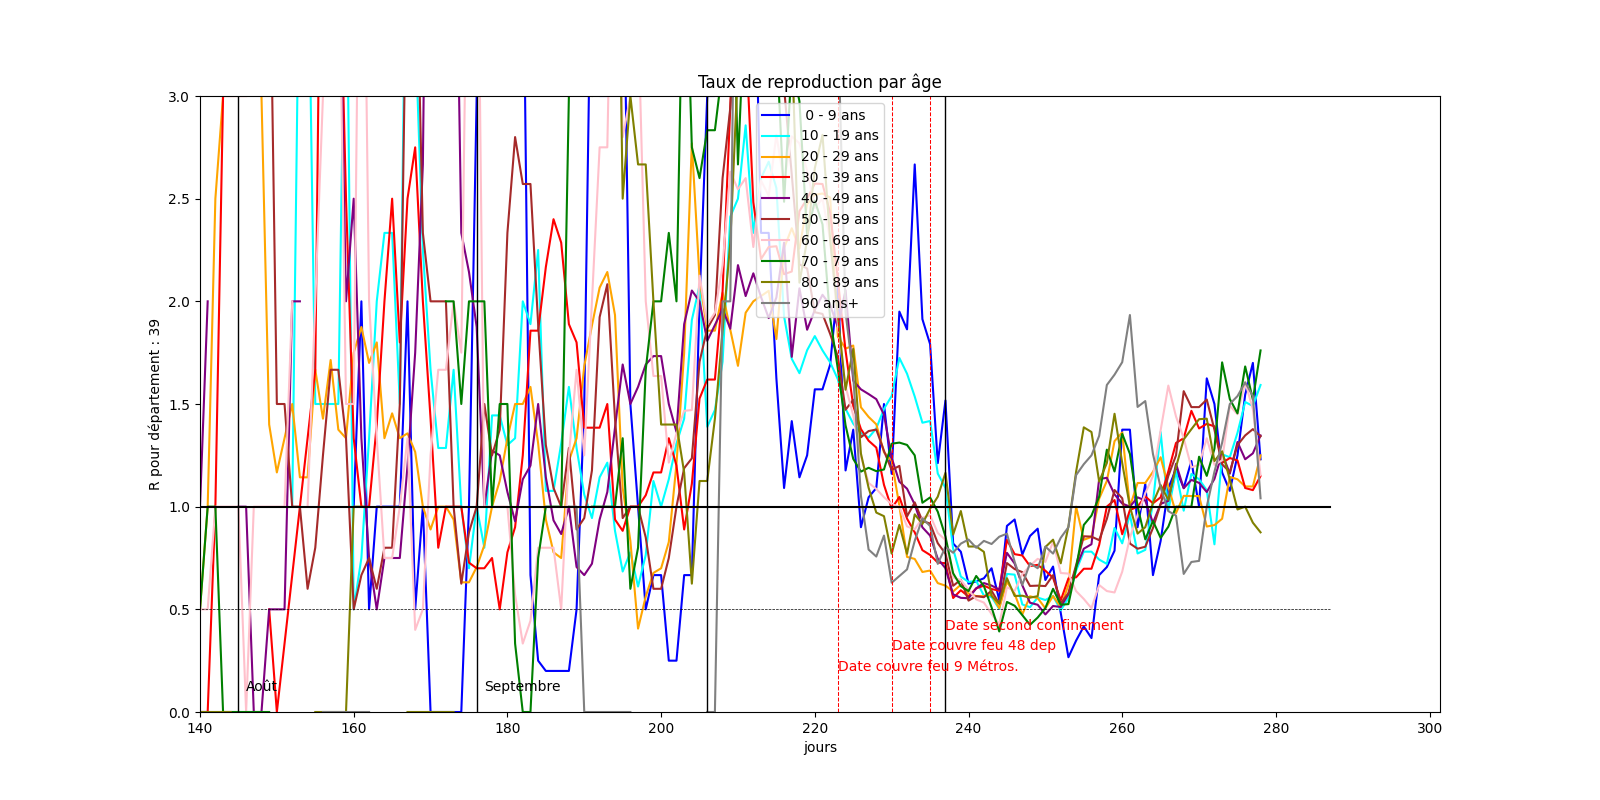 Taux de reproduction par âge
3.0
2.5
2.0
1.5
1.0
0.5
0.0
R pour département : 39
0 - 9 ans
10 - 19 ans
20 - 29 ans
30 - 39 ans
40 - 49 ans
50 - 59 ans
60 - 69 ans
70 - 79 ans
80 - 89 ans
90 ans+
Date second confinement
Date couvre feu 48 dep
Date couvre feu 9 Métros.
Août
Septembre
140 160 180 200 220 240 260 280 300
jours